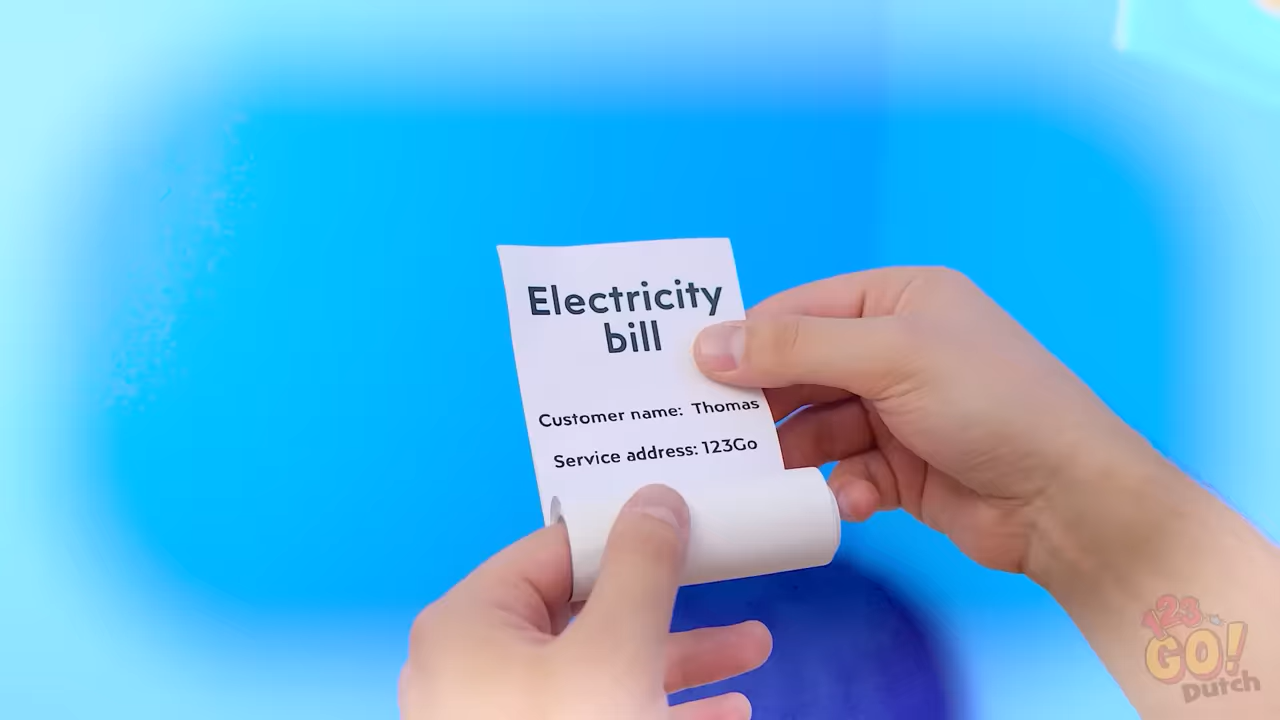 Electricity
bill
Customer name: Thomas
Service address: 123Go
123
GO!
Dutch